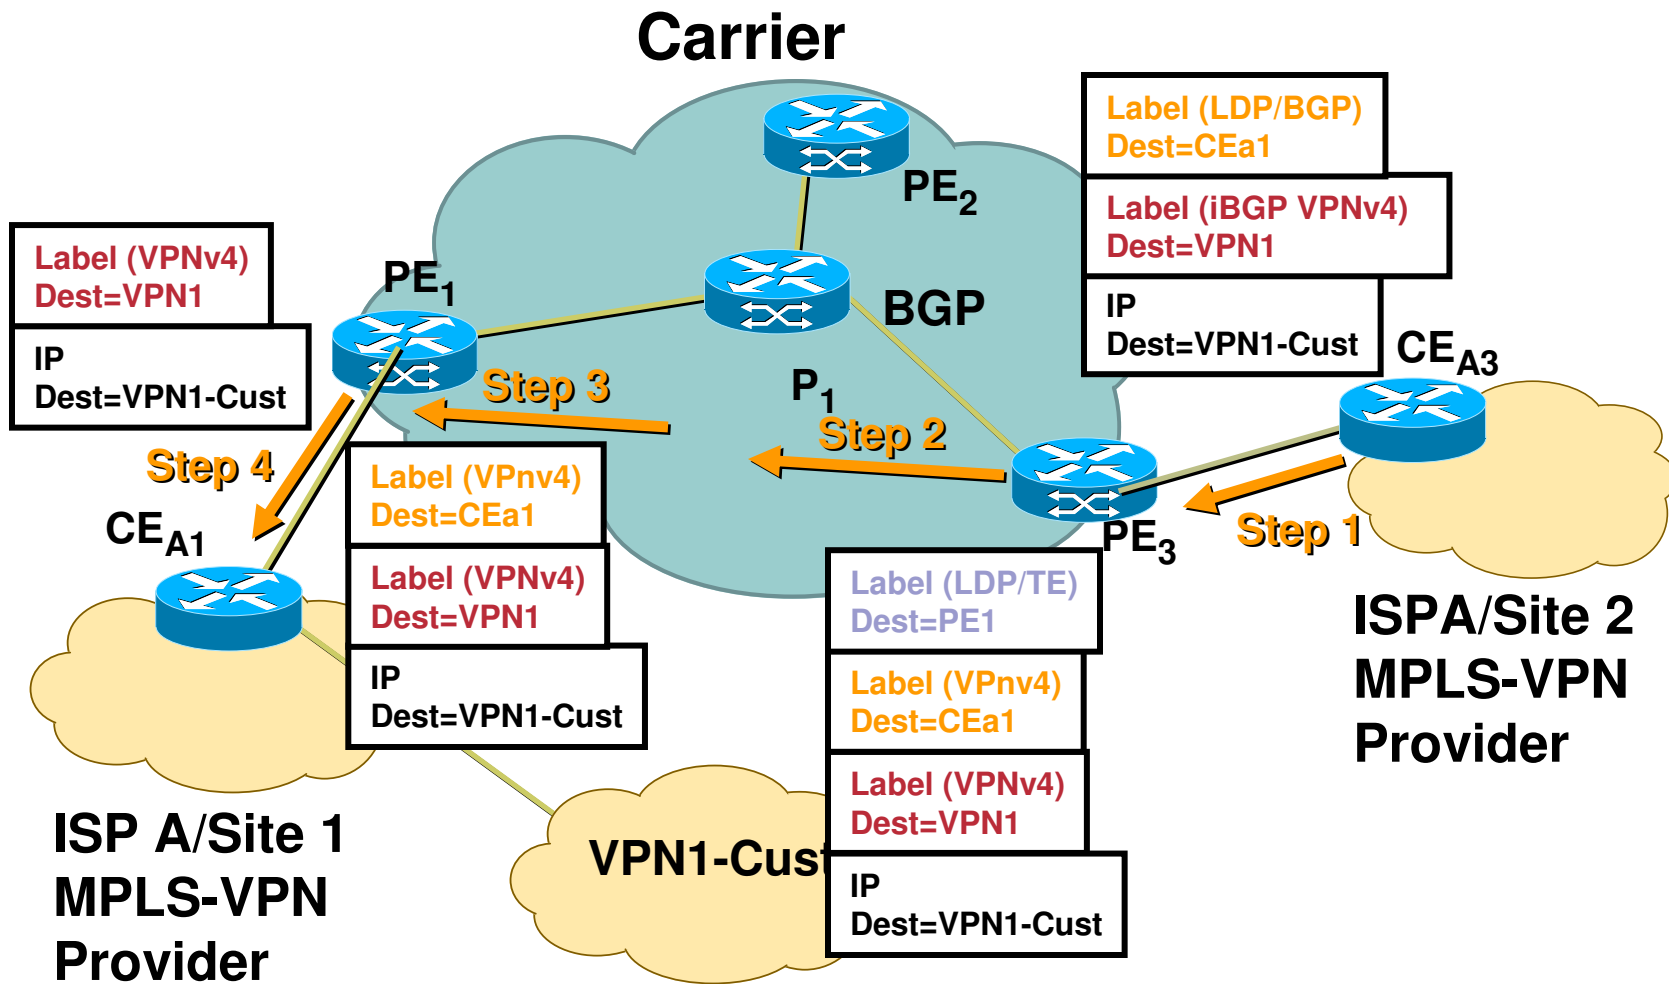 Carrier
Label (LDP/BGP)
Dest=CEa1
Label (iBGP VPNv4)
Dest=VPN1
IP
Dest=VPN1-Cust
PE2
Label (VPNv4)
Dest=VPN1
IP
Dest=VPN1-Cust
PE1
BGP
CEA3
P1
Step 3
Step 2
Step 4
Step 1
CEA1
PE3
Label (VPnv4)
Dest=CEa1
Label (VPNv4)
Dest=VPN1
IP
Dest=VPN1-Cust
Label (LDP/TE)
Dest=PE1
Label (VPnv4)
Dest=CEa1
Label (VPNv4)
Dest=VPN1
IP
Dest=VPN1-Cust
ISPA/Site 2
MPLS-VPN
Provider
ISP A/Site 1
MPLS-VPN
Provider
VPN1-Cust